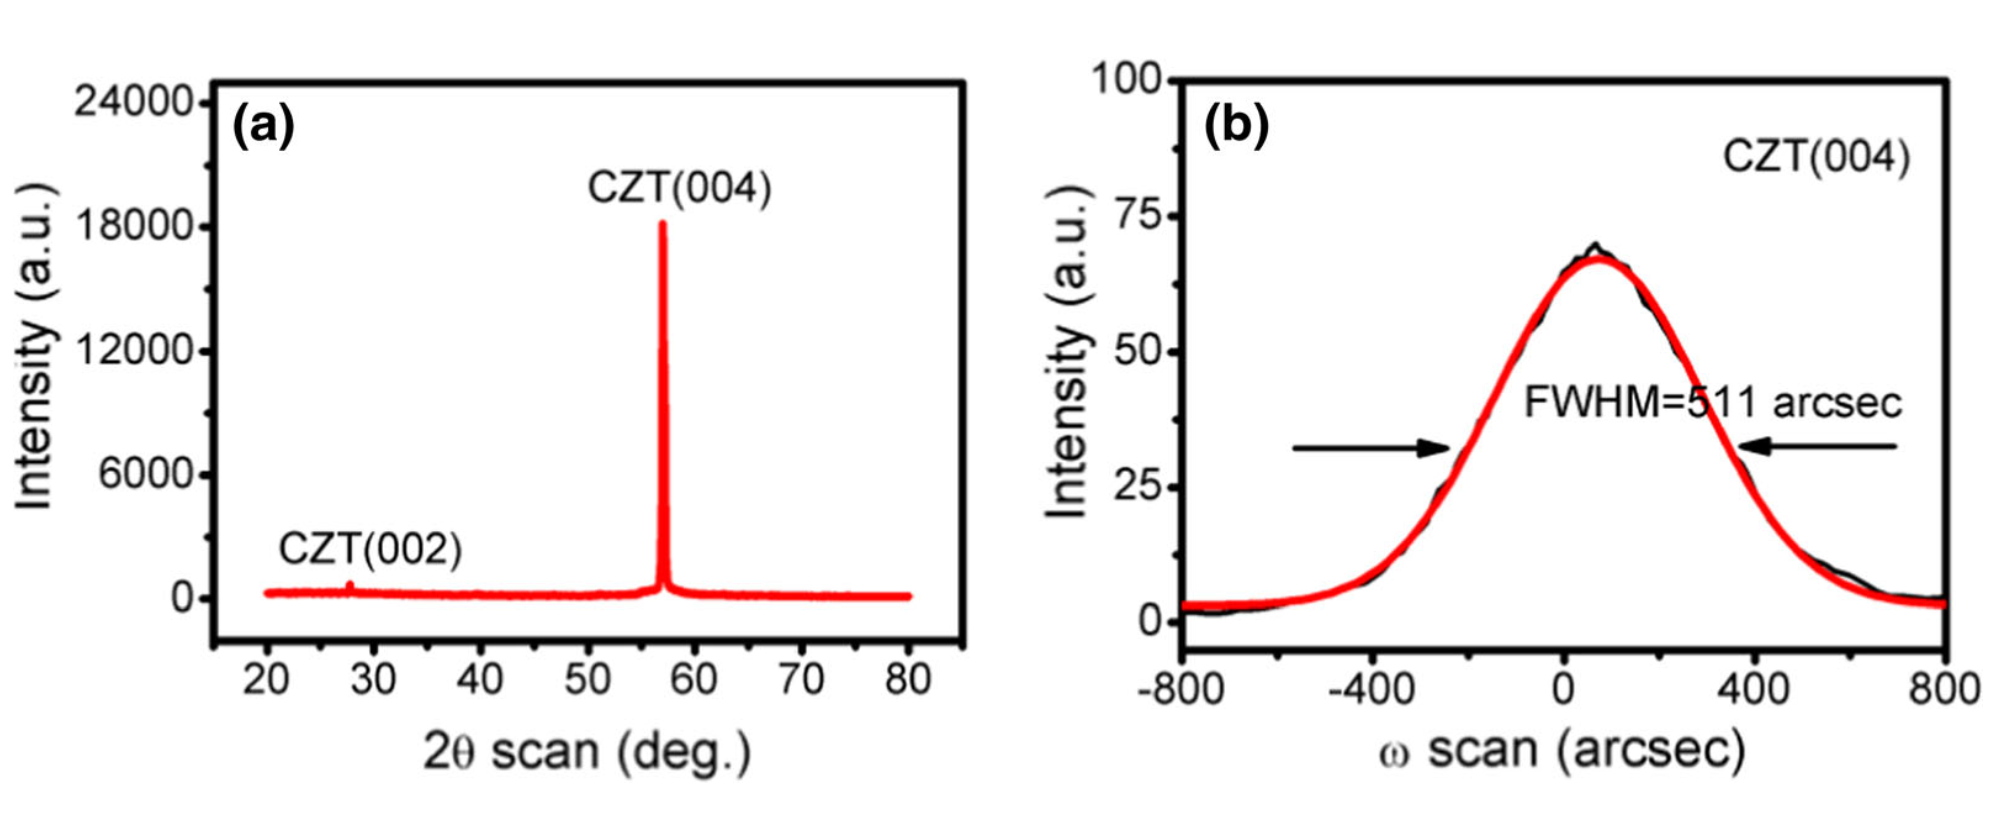 (a)
CZT(004)
CZT(002)
24000
18000
12000
6000
0
Intensity (a.u.)
20 30 40 50 60 70 80
2θ scan (deg.)
(b)
CZT(004)
FWHM=511 arcsec
100
75
50
25
0
Intensity (a.u.)
-800 -400 0 400 800
ω scan (arcsec)